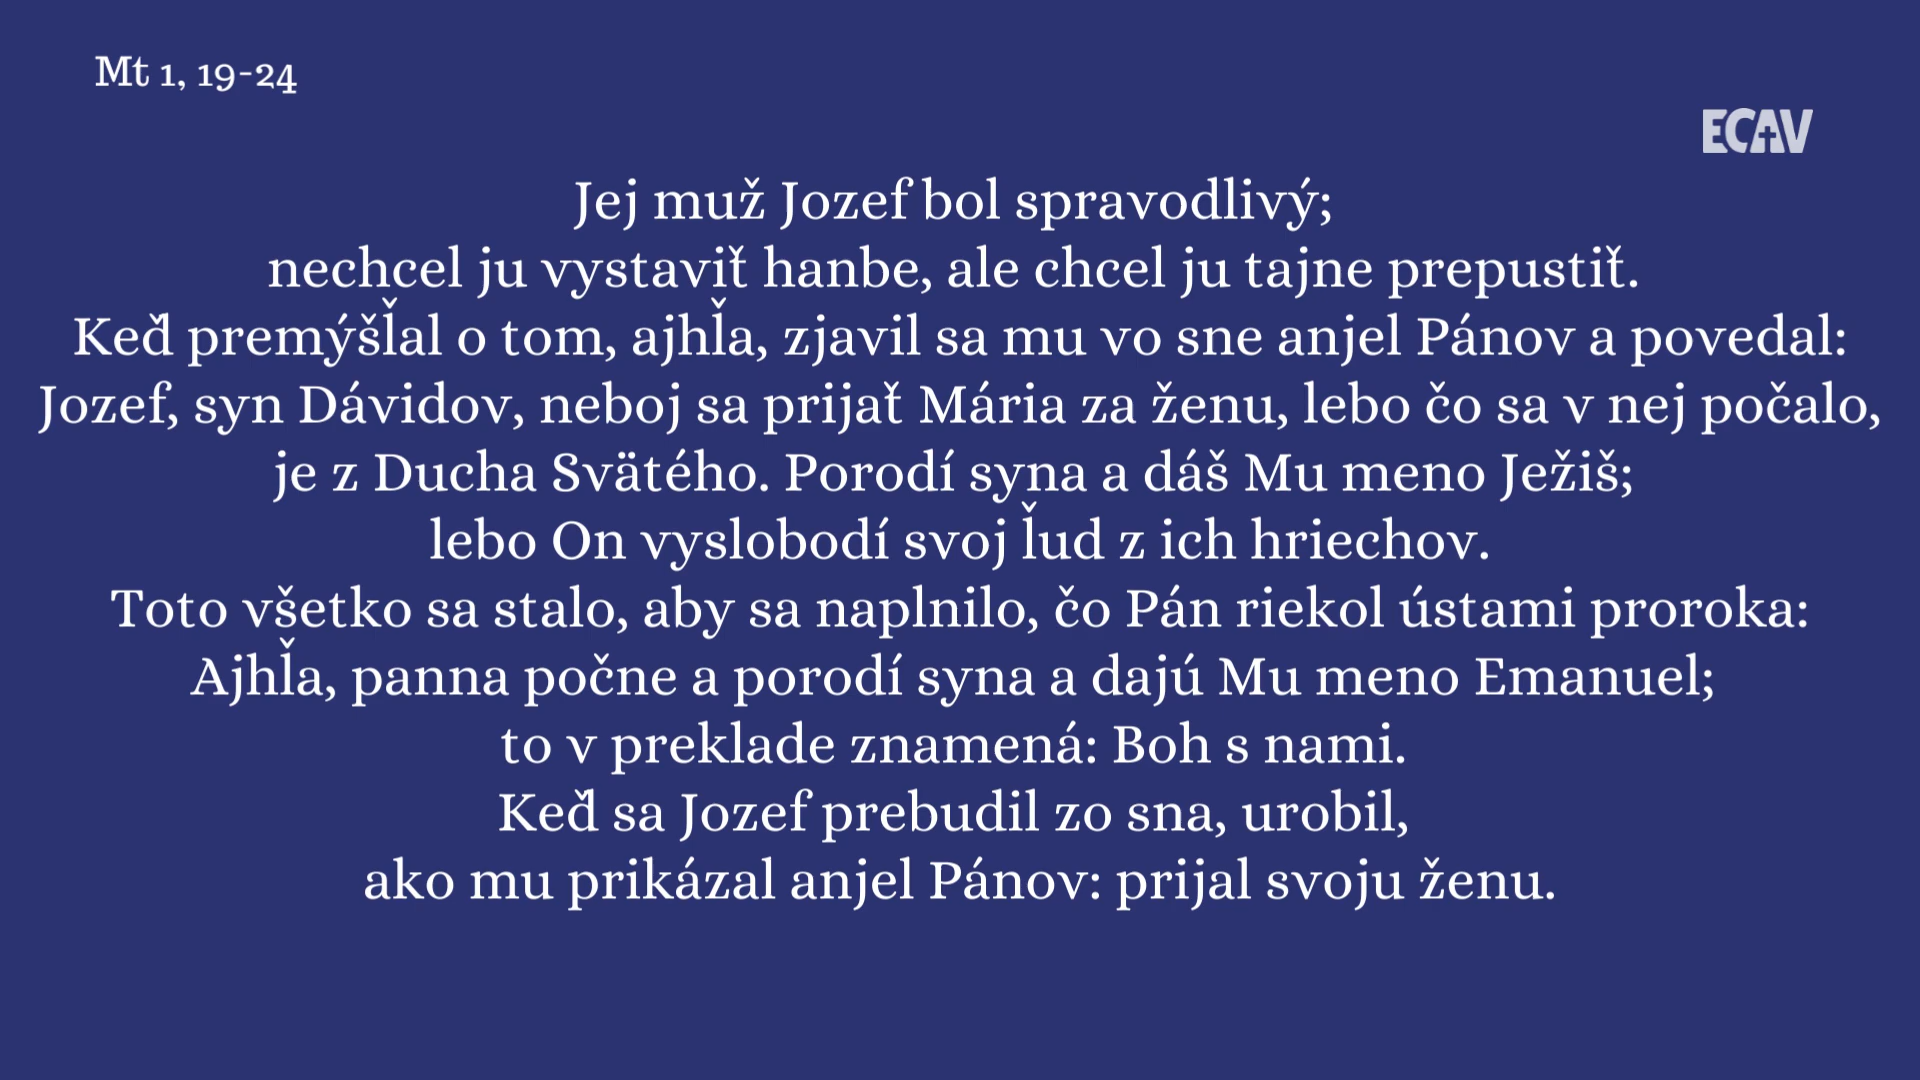 Mt 1, 19-24
ECAV
Jej muž Jozef bol spravodlivý;
nechcel ju vystaviť hanbe, ale chcel ju tajne prepustiť.
Keď premýšľal o tom, ajhľa, zjavil sa mu vo sne anjel Pánov a povedal:
Jozef, syn Dávidov, neboj sa prijať Mária za ženu, lebo čo sa v nej počalo,
je z Ducha Svätého. Porodí syna a dáš Mu meno Ježiš;
lebo On vyslobodí svoj ľud z ich hriechov.
Toto všetko sa stalo, aby sa naplnilo, čo Pán riekol ústami proroka:
Ajhľa, panna počne a porodí syna a dajú Mu meno Emanuel;
to v preklade znamená: Boh s nami.
Keď sa Jozef prebudil zo sna, urobil,
ako mu prikázal anjel Pánov: prijal svoju ženu.